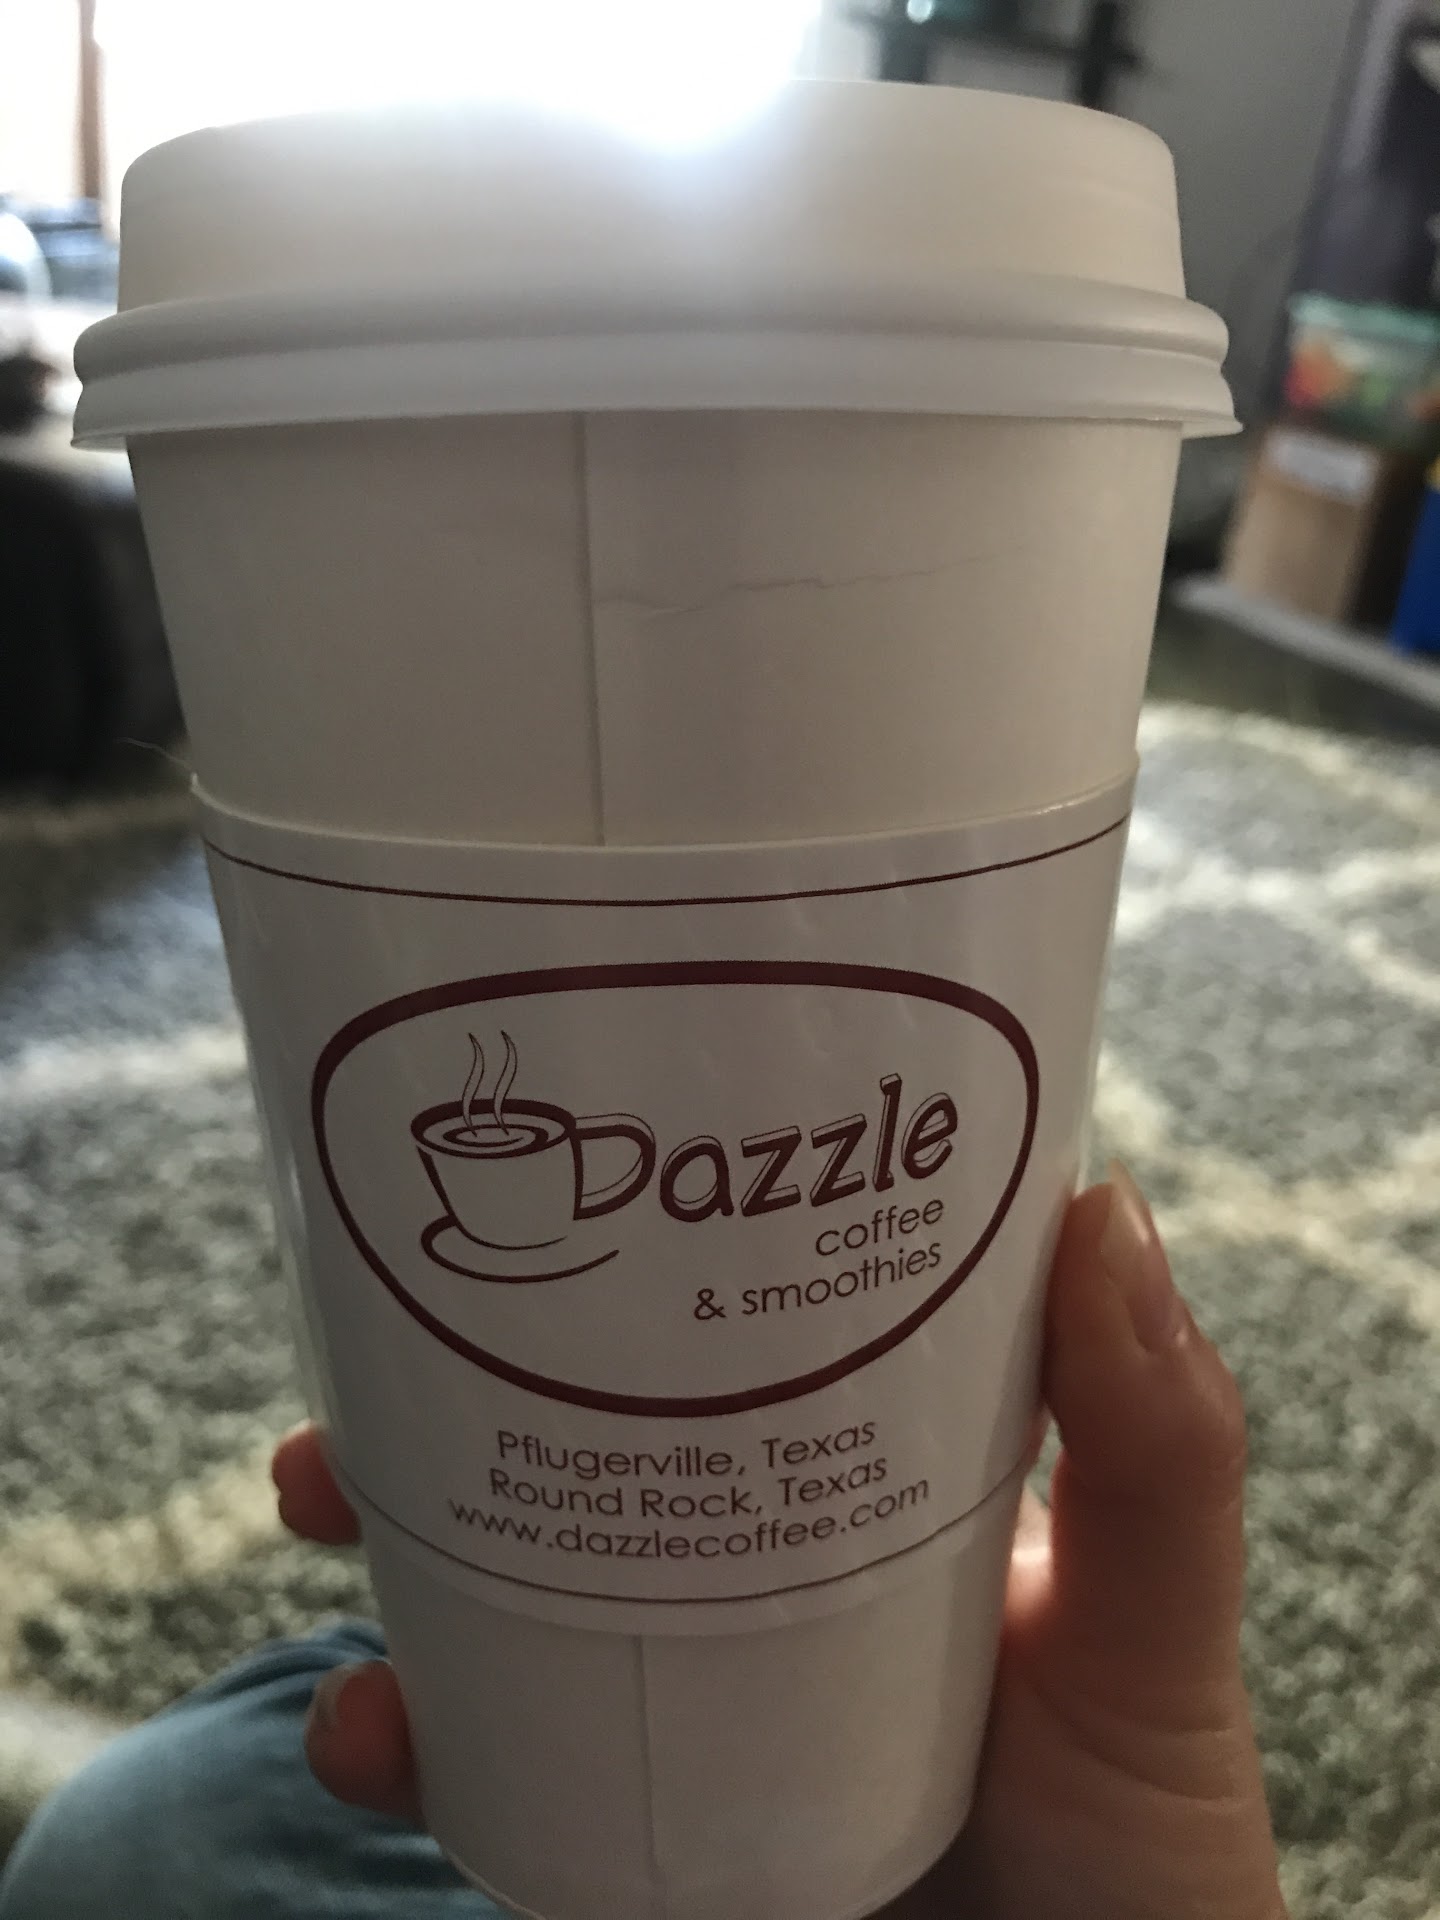 Dazzle
coffee
& smoothies
Pflugerville, Texas
Round Rock, Texas
www.dazzlecoffee.com